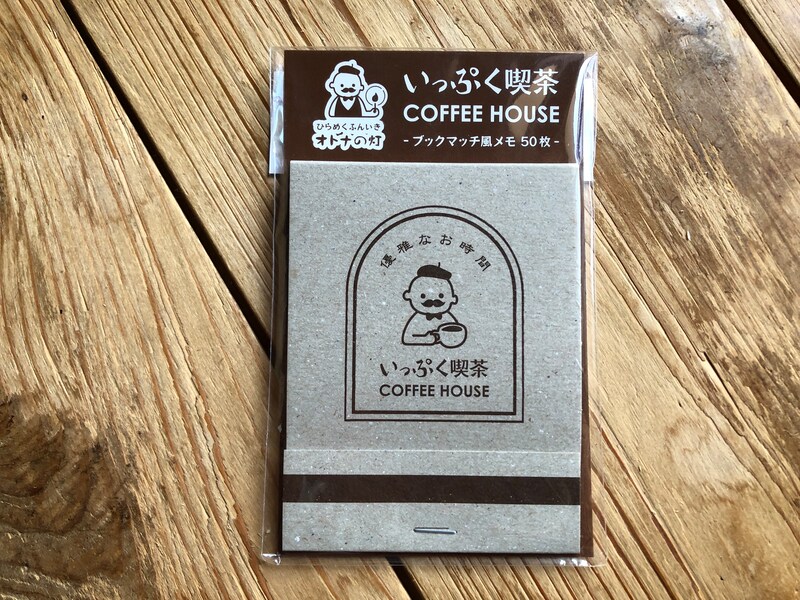 いっぷく喫茶
COFFEE HOUSE
- ブックマッチ風メモ 50枚 -
ひらめくふんいき
オトナの灯
優雅なお時間
いっぷく喫茶
COFFEE HOUSE